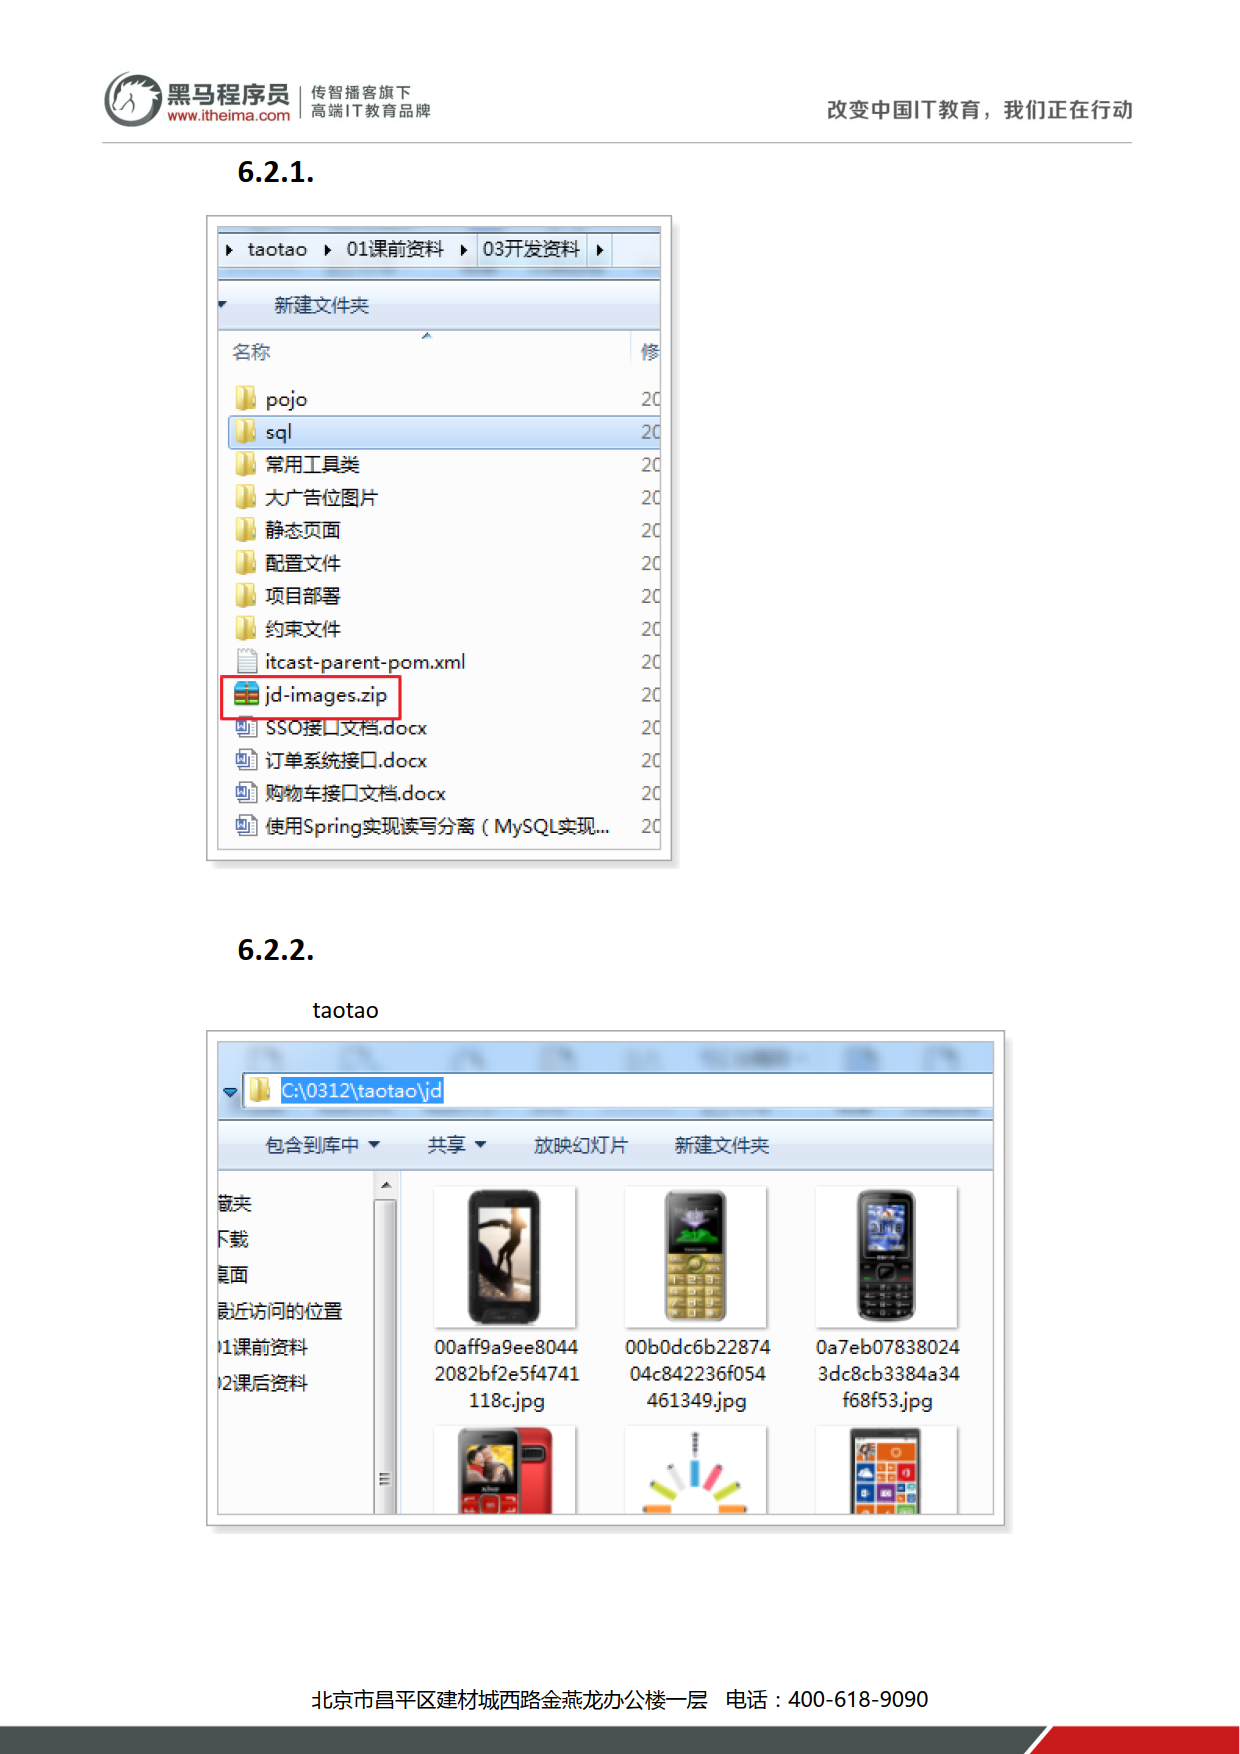 黑马程序员
www.itheima.com
传智播客旗下
高端IT教育品牌
改变中国IT教育，我们正在行动
6.2.1.
taotao 01课前资料 03开发资料
新建文件夹
名称 修
pojo 20
sql 20
常用工具类 20
大广告位图片 20
静态页面 20
配置文件 20
项目部署 20
约束文件 20
itcast-parent-pom.xml 20
jd-images.zip 20
SSO接口文档.docx 20
订单系统接口.docx 20
购物车接口文档.docx 20
使用Spring实现读写分离（MySQL实现... 20
6.2.2.
taotao
C:\0312\taotao\jd
包含到库中 共享 放映幻灯片 新建文件夹
藏夹
下载
桌面
最近访问的位置
01课前资料
02课后资料
00aff9a9ee8044
2082bf2e5f4741
118c.jpg
00b0dc6b22874
04c842236f054
461349.jpg
0a7eb07838024
3dc8cb3384a34
f68f53.jpg
北京市昌平区建材城西路金燕龙办公楼一层 电话：400-618-9090